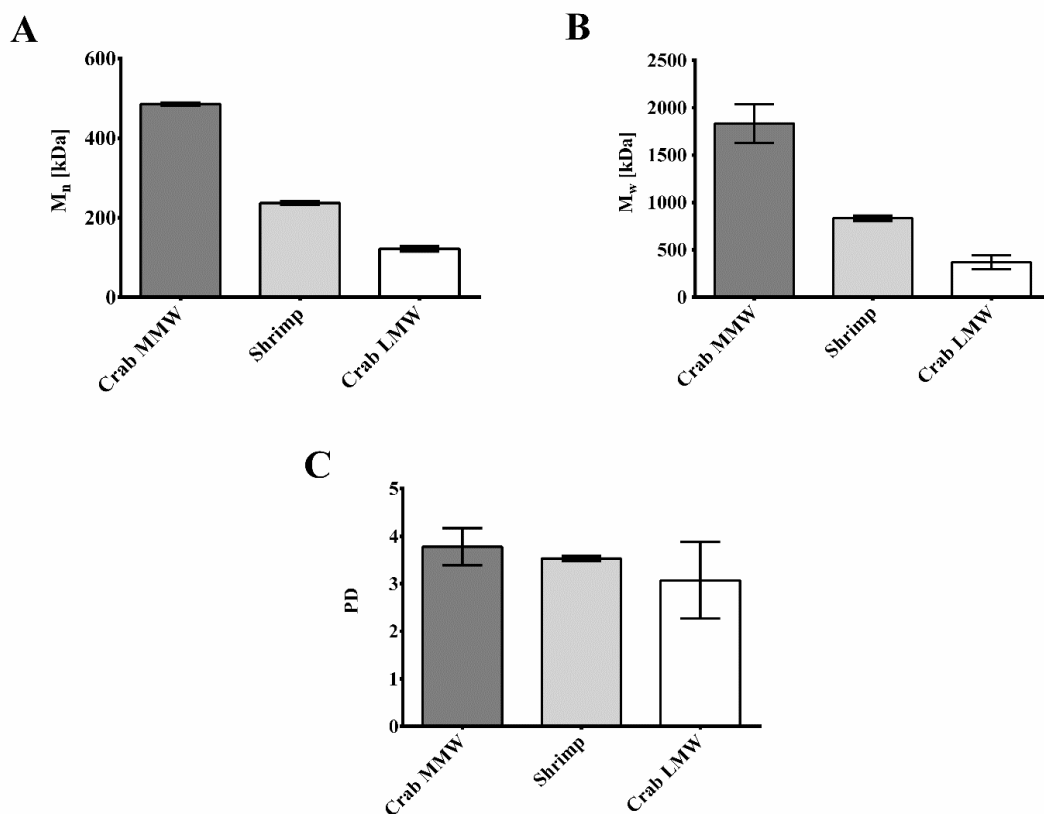 A
600
400
200
0
Mₙ [kDa]
Crab MMW
Shrimp
Crab LMW
B
2500
2000
1500
1000
500
0
M_w [kDa]
Crab MMW
Shrimp
Crab LMW
C
5
4
3
2
1
0
PD
Crab MMW
Shrimp
Crab LMW